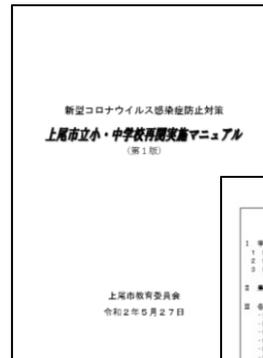 新型コロナウイルス感染症防止対策
上尾市立小・中学校再開実施マニュアル
(第1版)
上尾市教育委員会
令和2年5月27日